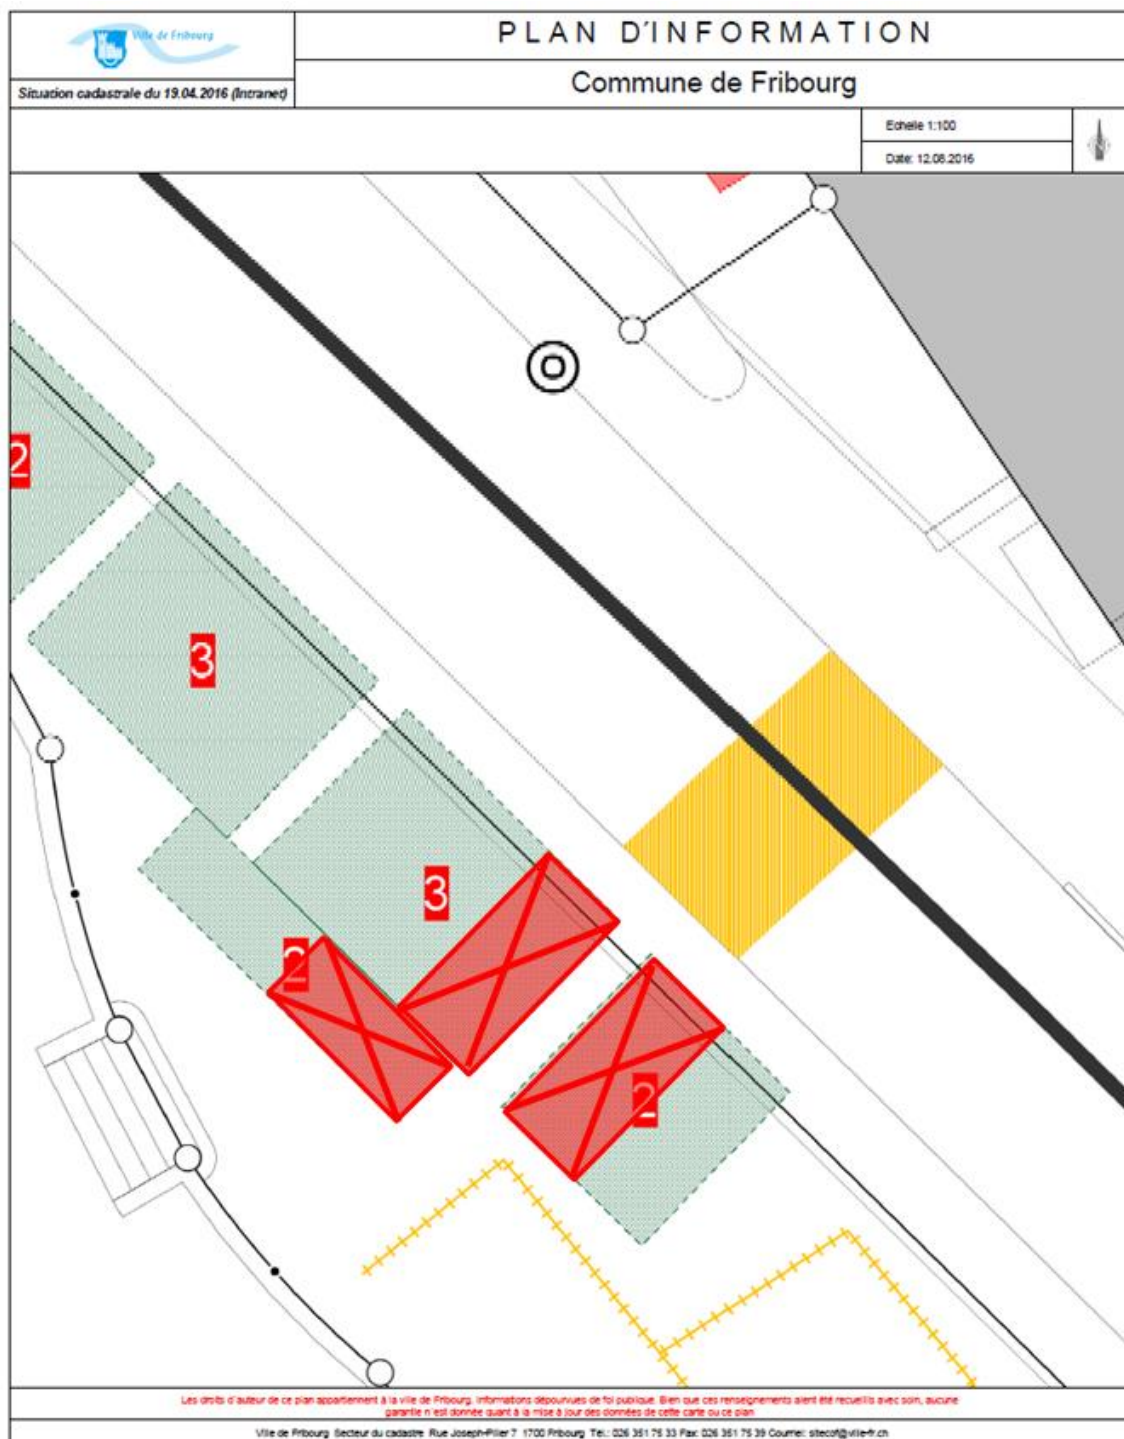 Ville de Fribourg
PLAN D'INFORMATION
Situation cadastrale du 19.04.2016 (Intranet)
Commune de Fribourg
Echelle 1:100
Date: 12.08.2016
2
3
3
2
2
Les droits d'auteur de ce plan appartiennent à la ville de Fribourg. Informations dépourvues de foi publique. Bien que ces renseignements aient été recueillis avec soin, aucune
garantie n'est donnée quant à la mise à jour des données de cette carte ou ce plan
Ville de Fribourg Secteur du cadastre Rue Joseph-Piller 7 1700 Fribourg Tél.: 026 351 75 33 Fax: 026 351 75 39 Courriel: stecof@ville-fr.ch